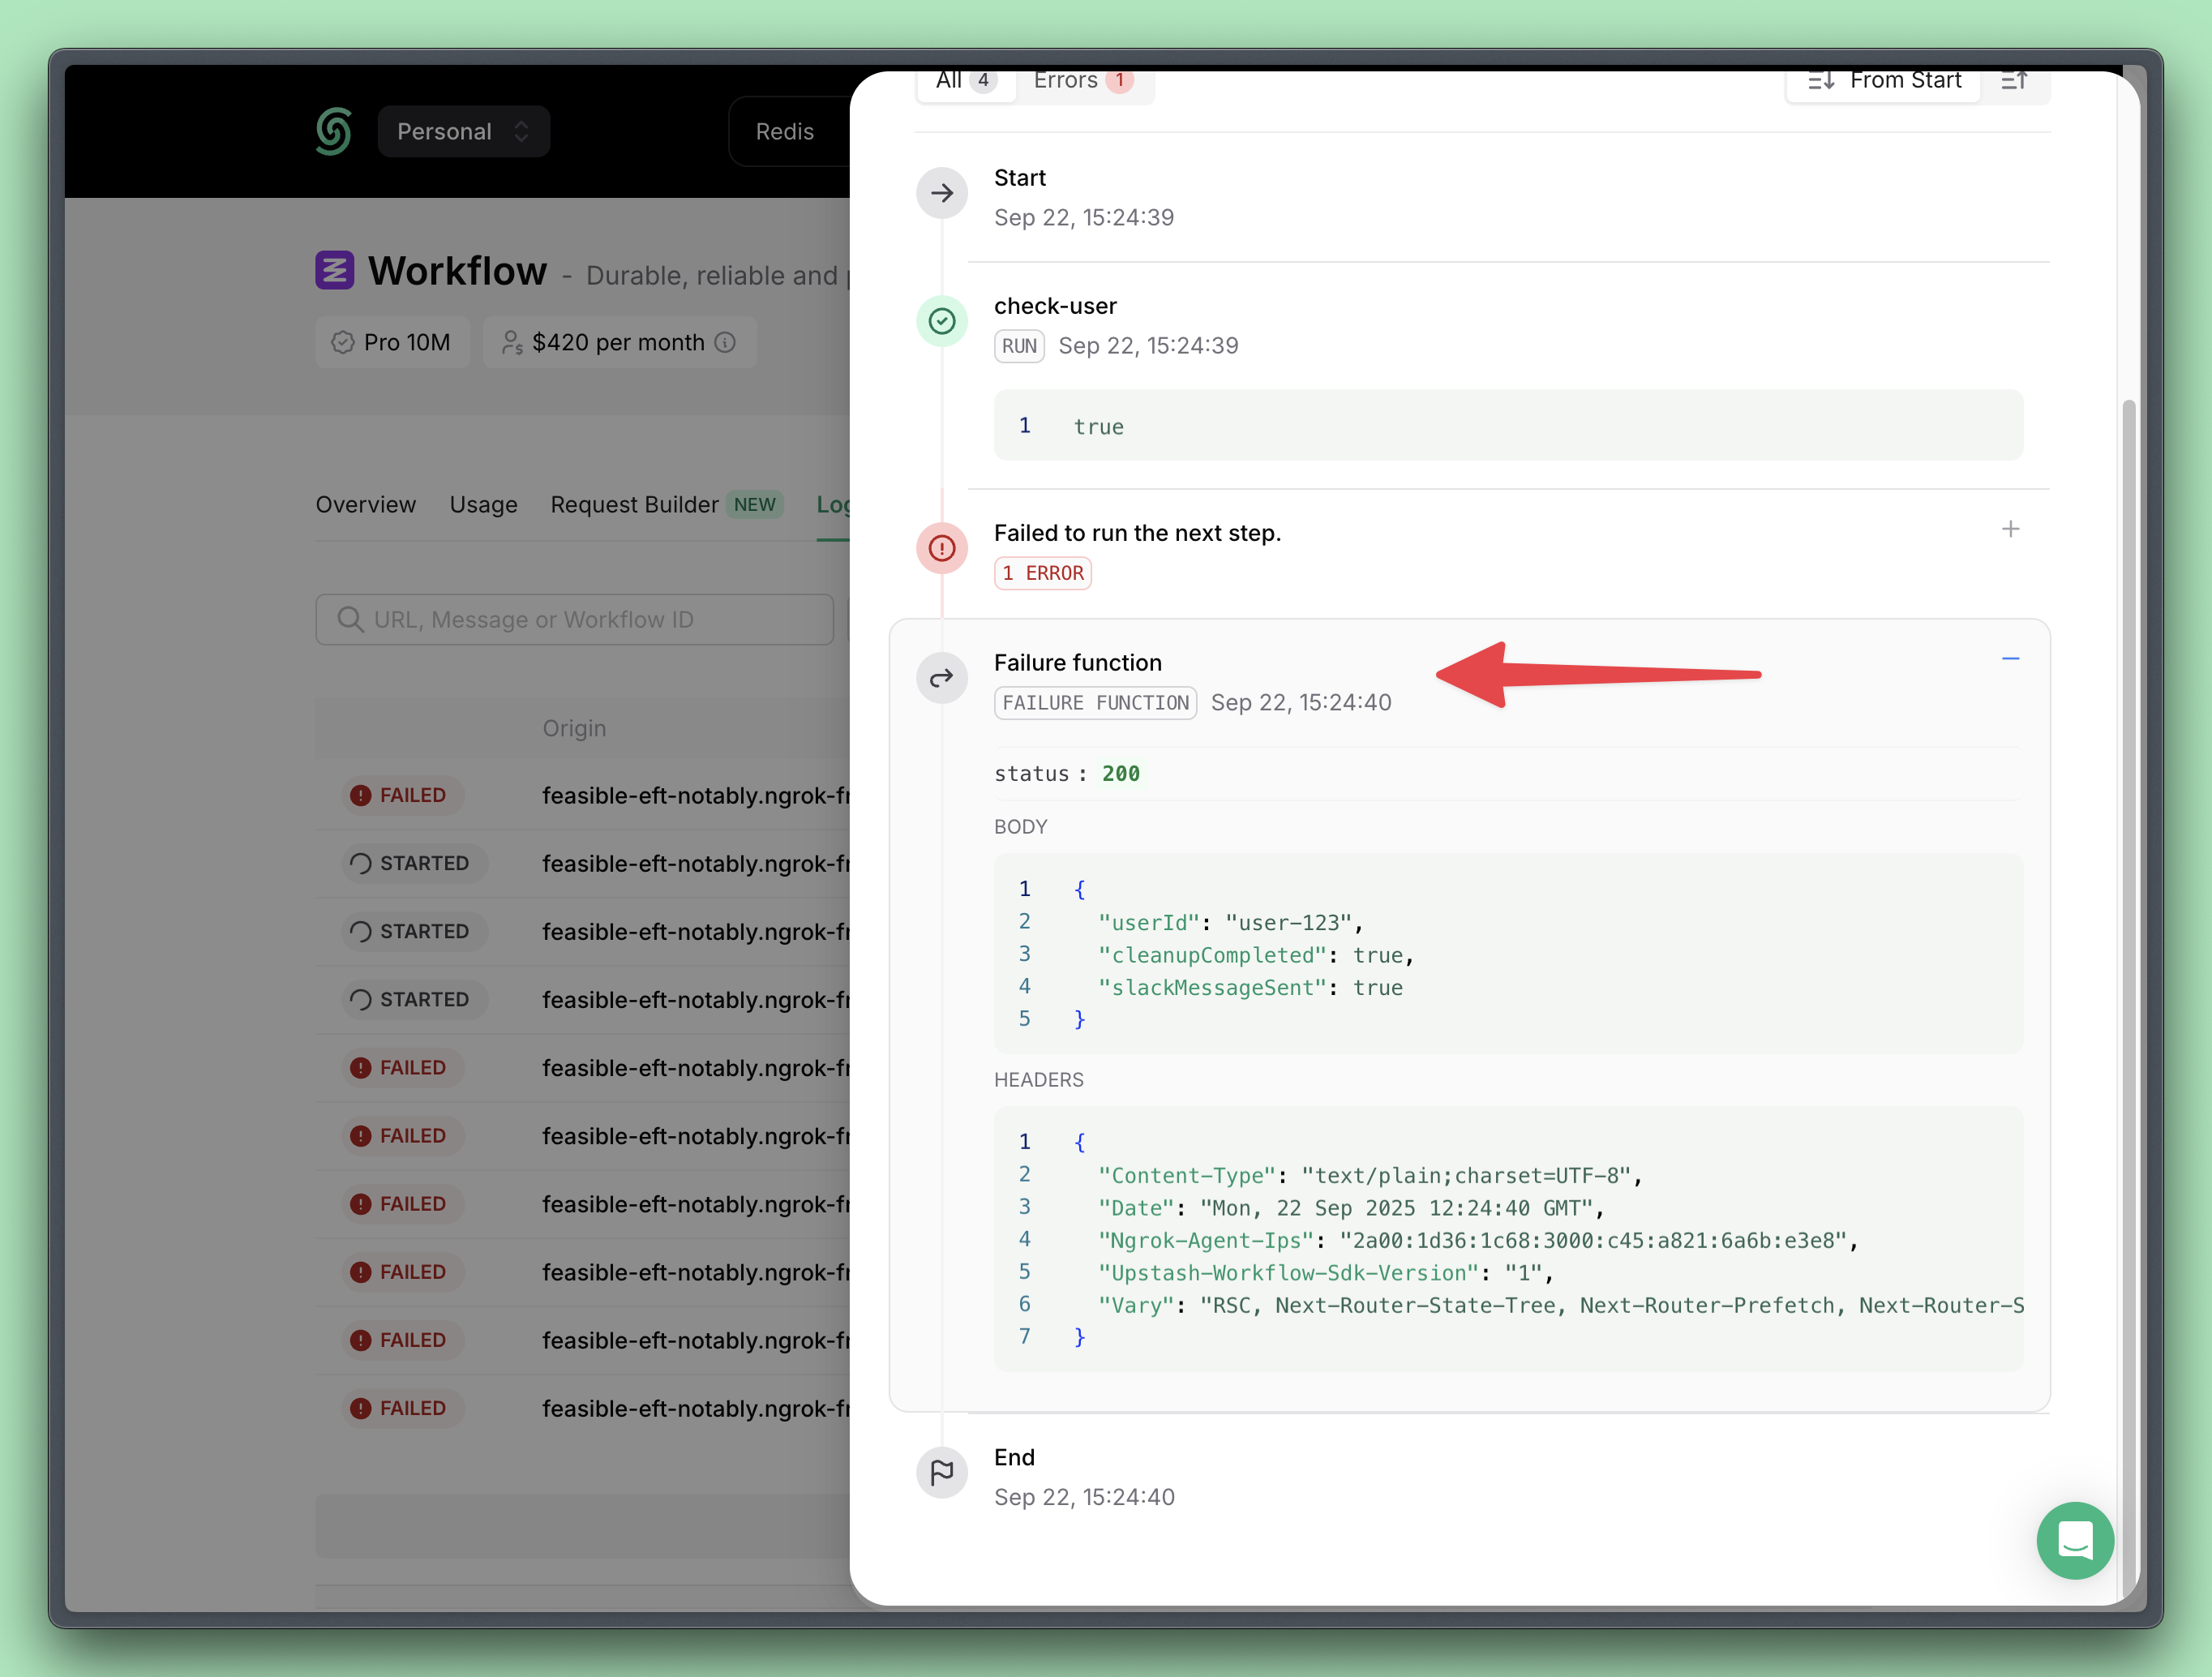 Personal
Redis
Workflow - Durable, reliable and
Pro 10M
$420 per month
Overview
Usage
Request Builder NEW
URL, Message or Workflow ID
Origin
FAILED feasible-eft-notably.ngrok-fr
STARTED feasible-eft-notably.ngrok-fr
STARTED feasible-eft-notably.ngrok-fr
STARTED feasible-eft-notably.ngrok-fr
FAILED feasible-eft-notably.ngrok-fr
FAILED feasible-eft-notably.ngrok-fr
FAILED feasible-eft-notably.ngrok-fr
FAILED feasible-eft-notably.ngrok-fr
FAILED feasible-eft-notably.ngrok-fr
FAILED feasible-eft-notably.ngrok-fr
All 4 Errors 1
From Start
Start
Sep 22, 15:24:39
check-user
RUN Sep 22, 15:24:39
1 true
Failed to run the next step.
1 ERROR
Failure function
FAILURE FUNCTION Sep 22, 15:24:40
status : 200
BODY
1 {
2 "userId": "user-123",
3 "cleanupCompleted": true,
4 "slackMessageSent": true
5 }
HEADERS
1 {
2 "Content-Type": "text/plain;charset=UTF-8",
3 "Date": "Mon, 22 Sep 2025 12:24:40 GMT",
4 "Ngrok-Agent-Ips": "2a00:1d36:1c68:3000:c45:a821:6a6b:e3e8",
5 "Upstash-Workflow-Sdk-Version": "1",
6 "Vary": "RSC, Next-Router-State-Tree, Next-Router-Prefetch, Next-Router-S
7 }
End
Sep 22, 15:24:40